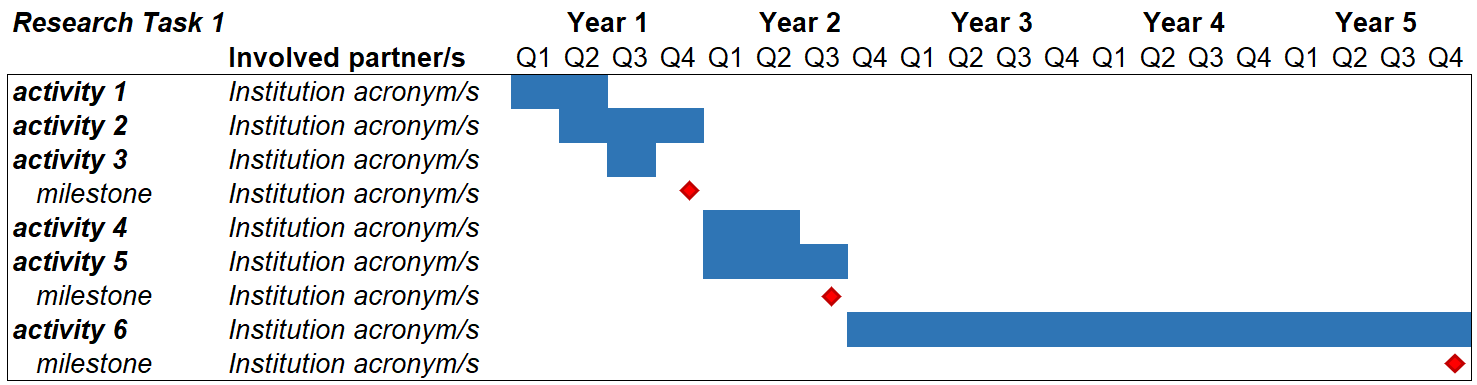 Research Task 1 Year 1 Year 2 Year 3 Year 4 Year 5
Involved partner/s Q1 Q2 Q3 Q4 Q1 Q2 Q3 Q4 Q1 Q2 Q3 Q4 Q1 Q2 Q3 Q4 Q1 Q2 Q3 Q4
activity 1 Institution acronym/s
activity 2 Institution acronym/s
activity 3 Institution acronym/s
milestone Institution acronym/s
activity 4 Institution acronym/s
activity 5 Institution acronym/s
milestone Institution acronym/s
activity 6 Institution acronym/s
milestone Institution acronym/s